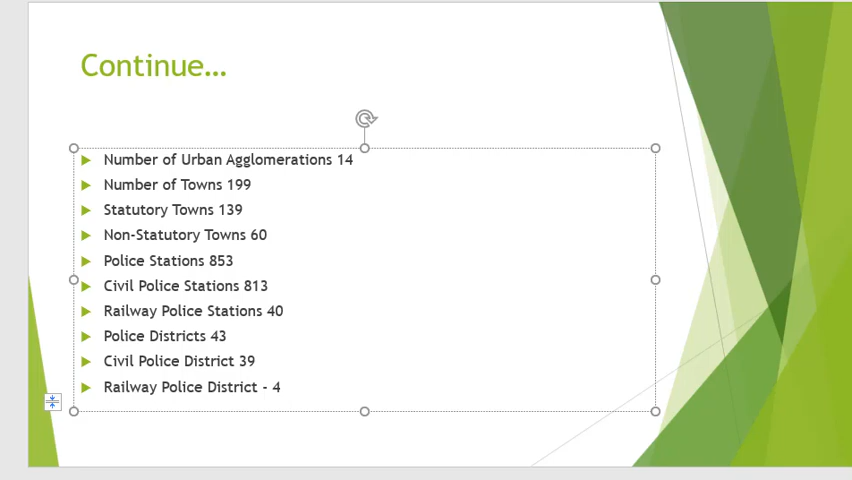 Continue…
Number of Urban Agglomerations 14
Number of Towns 199
Statutory Towns 139
Non-Statutory Towns 60
Police Stations 853
Civil Police Stations 813
Railway Police Stations 40
Police Districts 43
Civil Police District 39
Railway Police District - 4